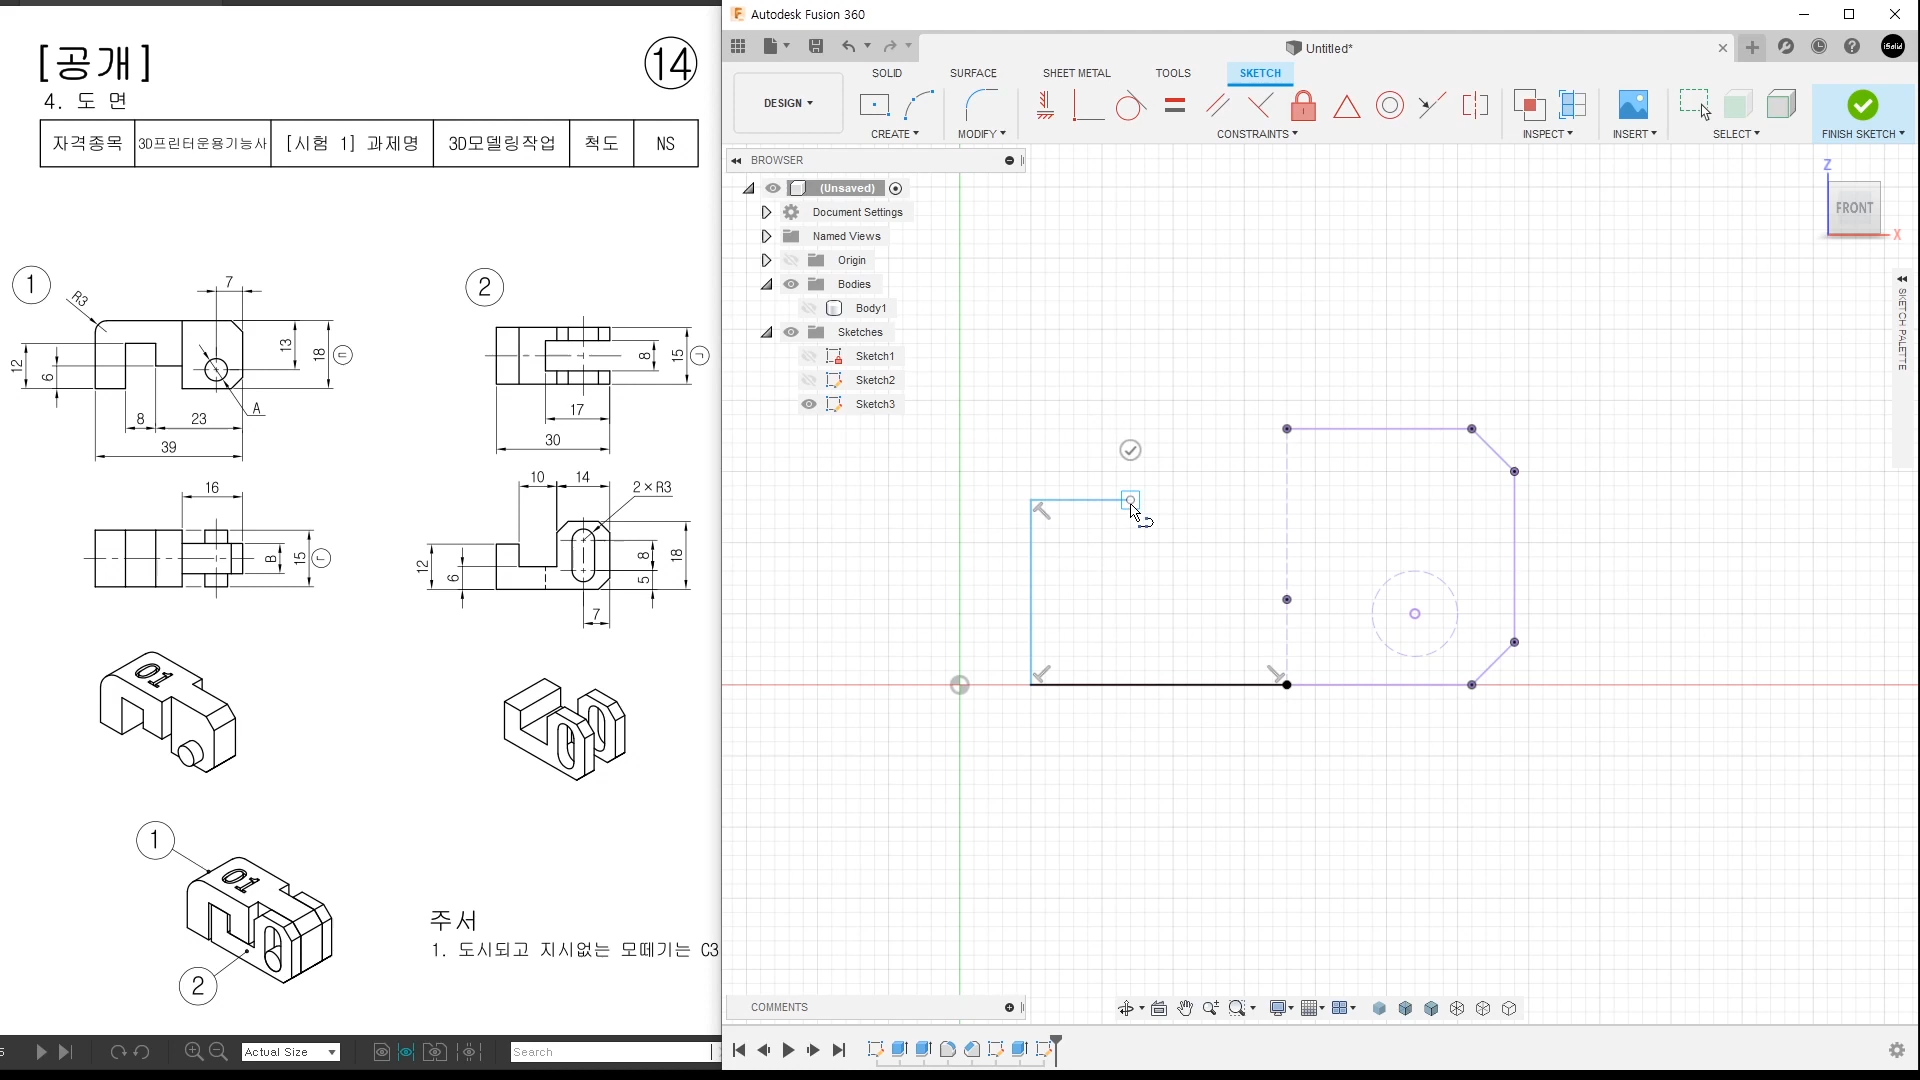 Autodesk Fusion 360
Untitled*
iSolid
DESIGN
SOLID
SURFACE
SHEET METAL
TOOLS
SKETCH
CREATE
MODIFY
CONSTRAINTS
INSPECT
INSERT
SELECT
FINISH SKETCH
BROWSER
(Unsaved)
Document Settings
Named Views
Origin
Bodies
Body1
Sketches
Sketch1
Sketch2
Sketch3
Z
FRONT
X
SKETCH PALETTE
COMMENTS
[공개]
14
4. 도 면
자격종목 3D프린터운용기능사 [시험 1] 과제명 3D모델링작업 척도 NS
1
R3
7
12
6
13
18
ㄷ
A
8
23
39
2
8
15
ㄱ
17
30
16
B
15
ㄴ
10
14
2×R3
12
6
8
5
18
7
01
1
01
2
주서
1. 도시되고 지시없는 모떼기는 C3
5
Actual Size
Search